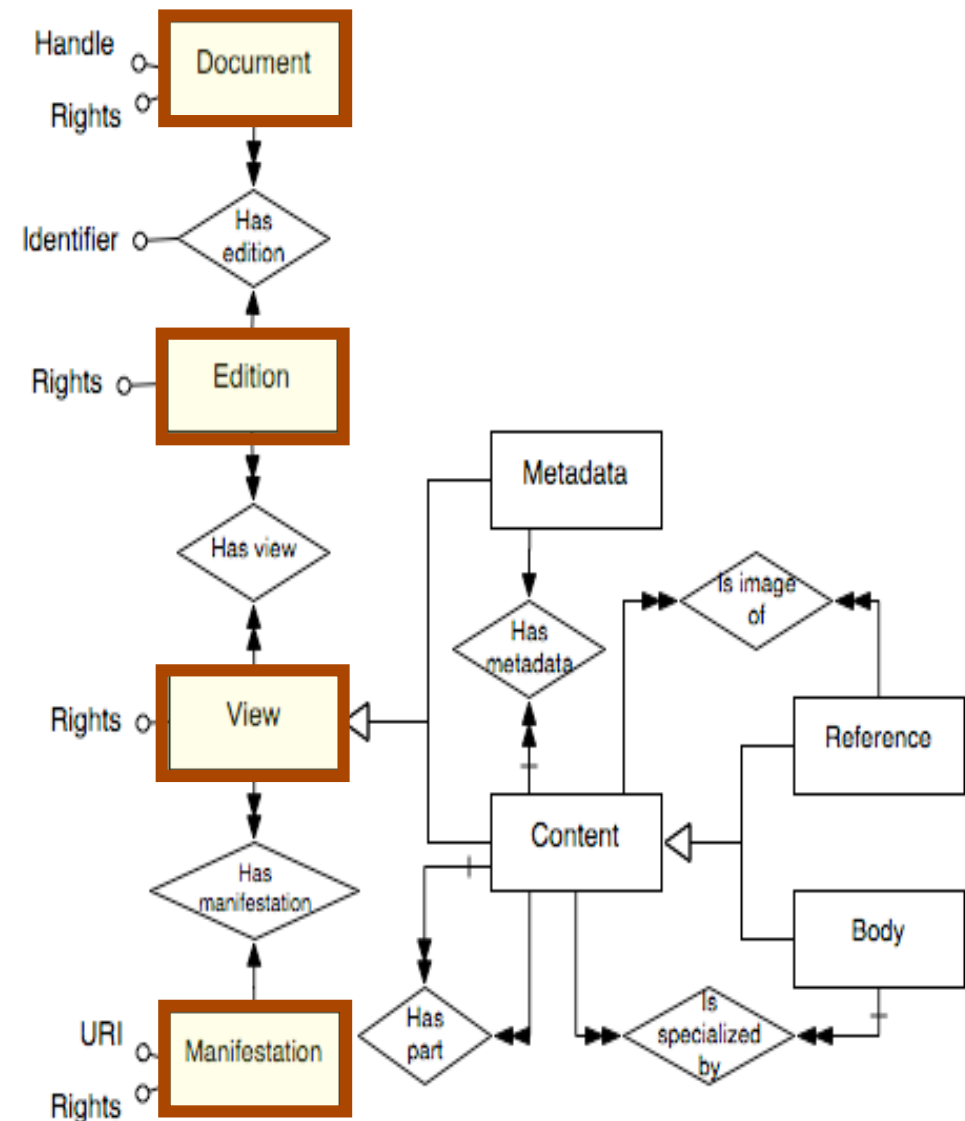 Handle
Document
Rights
Has
edition
Identifier
Rights
Edition
Metadata
Has view
Is image
of
Has
metadata
Rights
View
Reference
Content
Has
manifestation
Body
Has
part
Is
specialized
by
URI
Manifestation
Rights